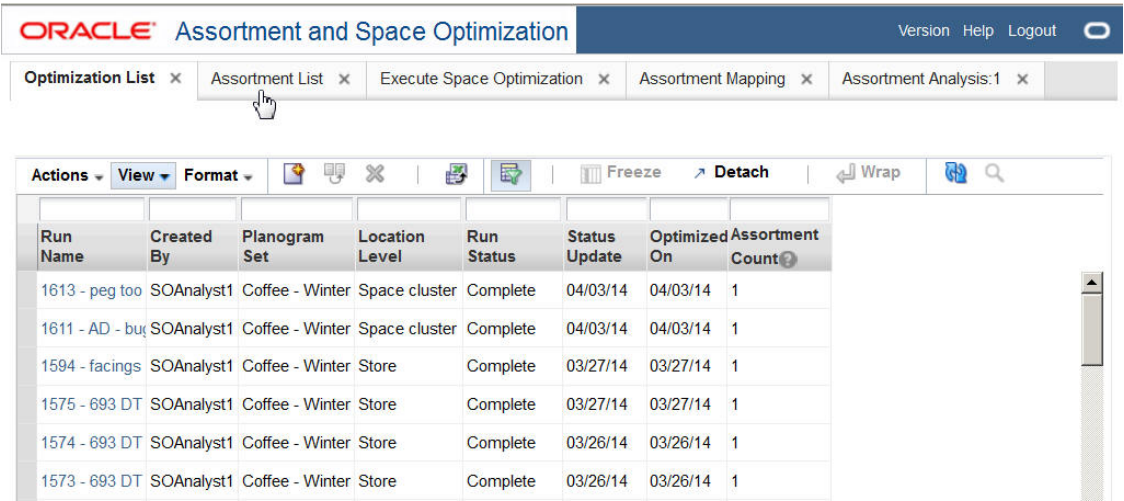 ORACLE Assortment and Space Optimization Version Help Logout
Optimization List × Assortment List × Execute Space Optimization × Assortment Mapping × Assortment Analysis:1 ×
Actions View Format Freeze Detach Wrap
Run Name Created By Planogram Set Location Level Run Status Status Update Optimized On Assortment Count
1613 - peg too SOAnalyst1 Coffee - Winter Space cluster Complete 04/03/14 04/03/14 1
1611 - AD - bug SOAnalyst1 Coffee - Winter Space cluster Complete 04/03/14 04/03/14 1
1594 - facings SOAnalyst1 Coffee - Winter Store Complete 03/27/14 03/27/14 1
1575 - 693 DT SOAnalyst1 Coffee - Winter Store Complete 03/27/14 03/27/14 1
1574 - 693 DT SOAnalyst1 Coffee - Winter Store Complete 03/26/14 03/26/14 1
1573 - 693 DT SOAnalyst1 Coffee - Winter Store Complete 03/26/14 03/26/14 1